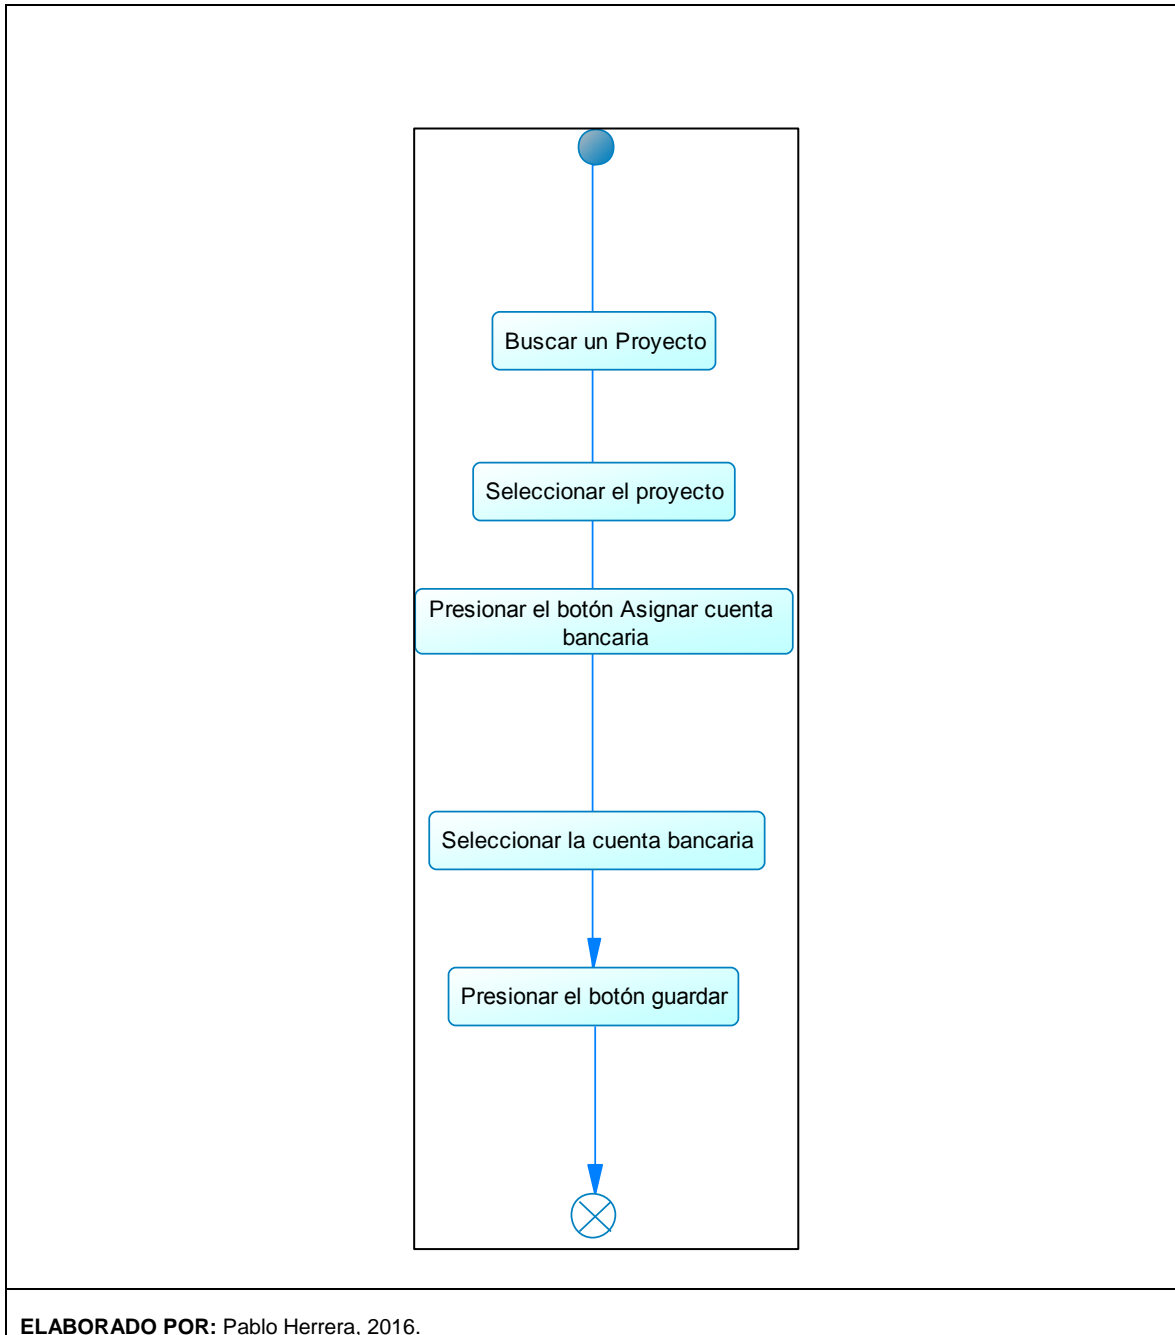 Buscar un Proyecto
Seleccionar el proyecto
Presionar el botón Asignar cuenta
bancaria
Seleccionar la cuenta bancaria
Presionar el botón guardar
ELABORADO POR: Pablo Herrera, 2016.